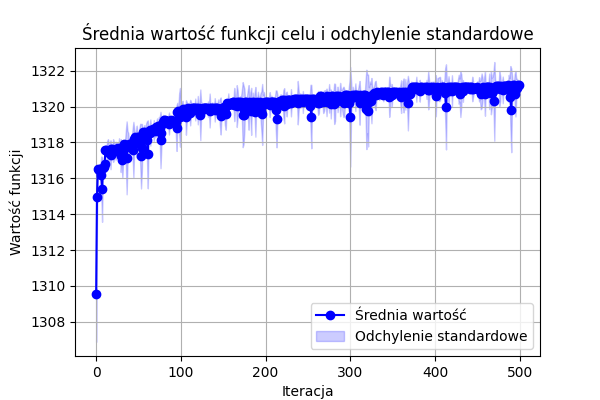 Średnia wartość funkcji celu i odchylenie standardowe
Wartość funkcji
1322
1320
1318
1316
1314
1312
1310
1308
Średnia wartość
Odchylenie standardowe
0 100 200 300 400 500
Iteracja